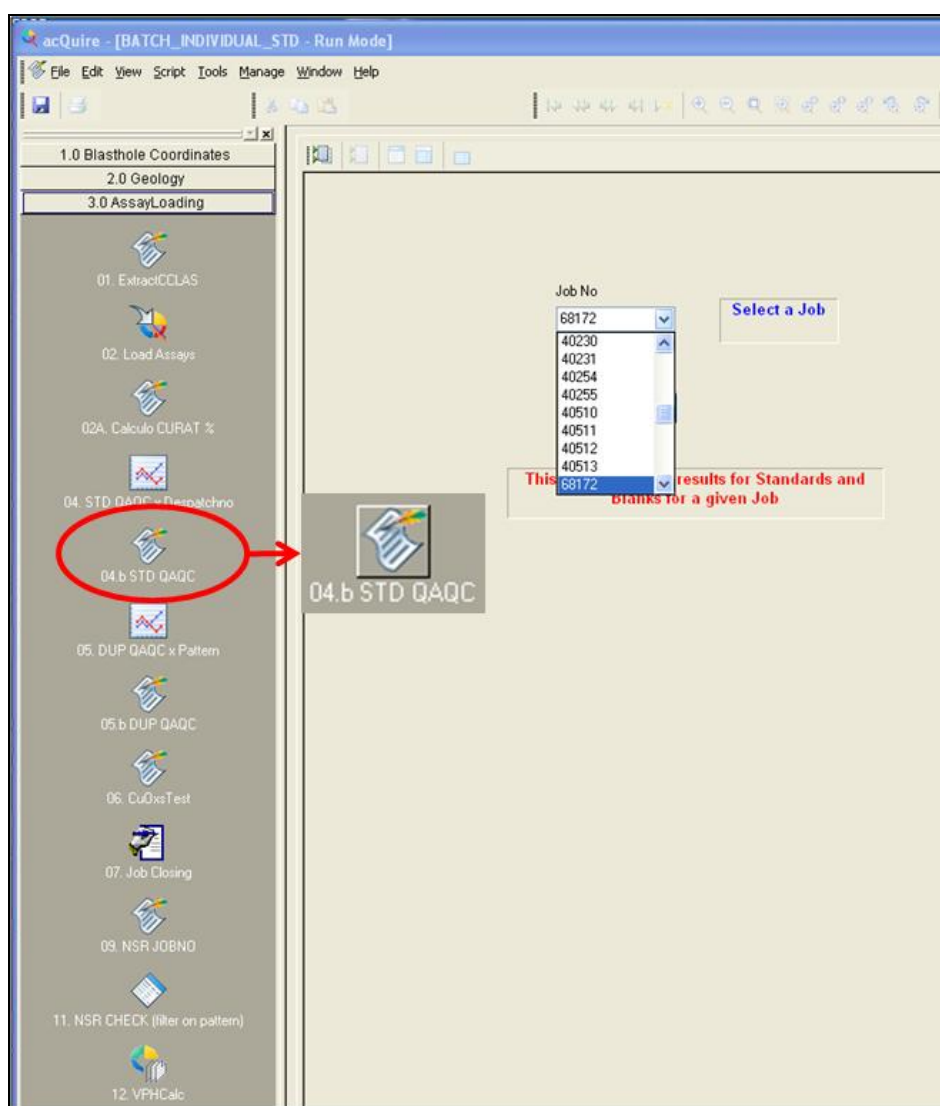 acQuire - [BATCH_INDIVIDUAL_STD - Run Mode]
File Edit View Script Tools Manage Window Help
1.0 Blasthole Coordinates
2.0 Geology
3.0 AssayLoading
01. ExtractCCLAS
02. Load Assays
02A. Calculo CURAT %
04. STD QAQC x Despatchno
04.b STD QAQC
05. DUP QAQC x Pattern
05.b DUP QAQC
06. CuOxsTest
07. Job Closing
09. NSR JOBNO
11. NSR CHECK (filter on pattern)
12. VPHCalc
04.b STD QAQC
Job No
68172
Select a Job
40230
40231
40254
40255
40510
40511
40512
40513
68172
This results for Standards and
Blanks for a given Job